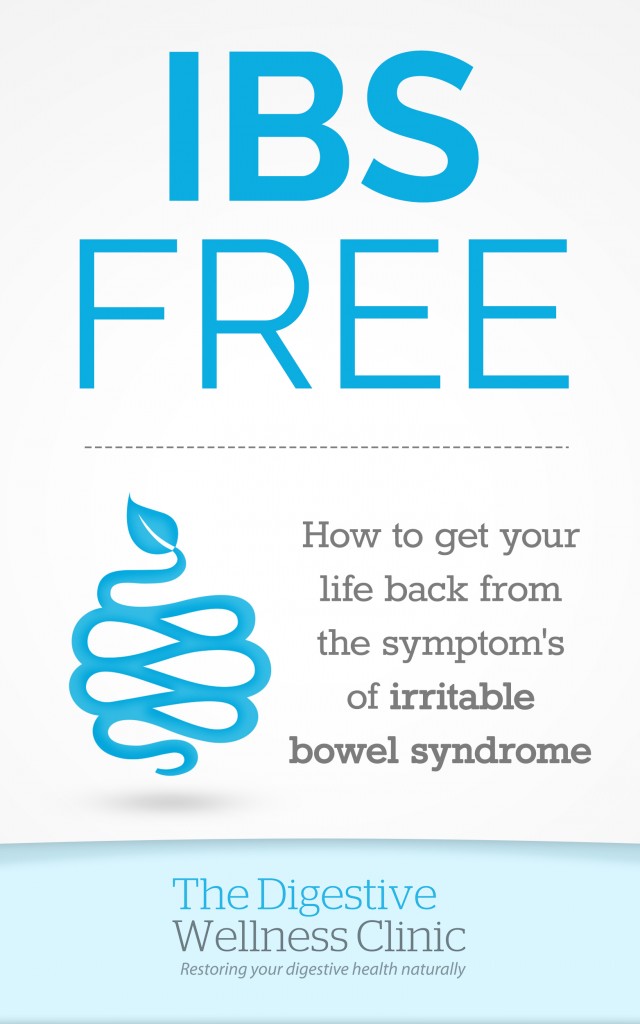 IBS
FREE
How to get your
life back from
the symptom's
of irritable
bowel syndrome
The Digestive
Wellness Clinic
Restoring your digestive health naturally